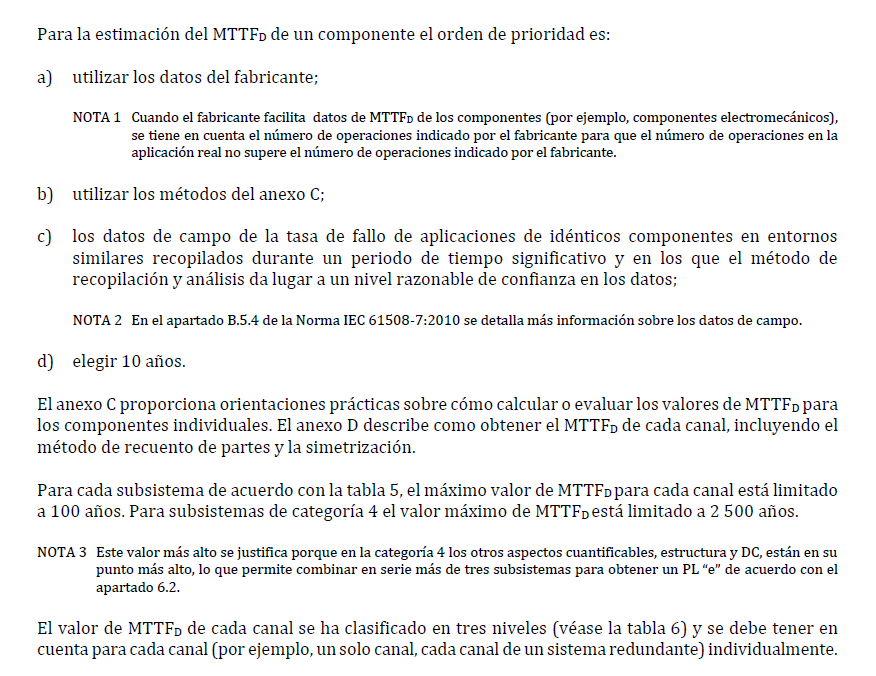 Para la estimación del MTTFD de un componente el orden de prioridad es:
a) utilizar los datos del fabricante;
NOTA 1 Cuando el fabricante facilita datos de MTTFD de los componentes (por ejemplo, componentes electromecánicos),
se tiene en cuenta el número de operaciones indicado por el fabricante para que el número de operaciones en la
aplicación real no supere el número de operaciones indicado por el fabricante.
b) utilizar los métodos del anexo C;
c) los datos de campo de la tasa de fallo de aplicaciones de idénticos componentes en entornos
similares recopilados durante un periodo de tiempo significativo y en los que el método de
recopilación y análisis da lugar a un nivel razonable de confianza en los datos;
NOTA 2 En el apartado B.5.4 de la Norma IEC 61508-7:2010 se detalla más información sobre los datos de campo.
d) elegir 10 años.
El anexo C proporciona orientaciones prácticas sobre cómo calcular o evaluar los valores de MTTFD para
los componentes individuales. El anexo D describe como obtener el MTTFD de cada canal, incluyendo el
método de recuento de partes y la simetrización.
Para cada subsistema de acuerdo con la tabla 5, el máximo valor de MTTFD para cada canal está limitado
a 100 años. Para subsistemas de categoría 4 el valor máximo de MTTFD está limitado a 2 500 años.
NOTA 3 Este valor más alto se justifica porque en la categoría 4 los otros aspectos cuantificables, estructura y DC, están en su
punto más alto, lo que permite combinar en serie más de tres subsistemas para obtener un PL “e” de acuerdo con el
apartado 6.2.
El valor de MTTFD de cada canal se ha clasificado en tres niveles (véase la tabla 6) y se debe tener en
cuenta para cada canal (por ejemplo, un solo canal, cada canal de un sistema redundante) individualmente.